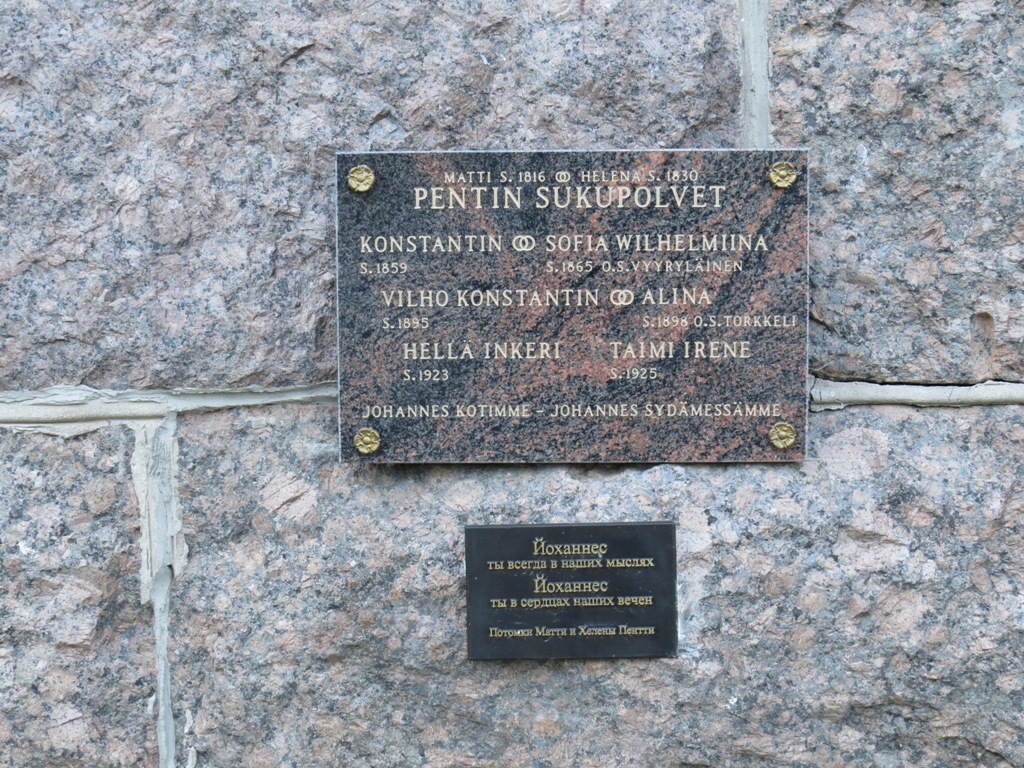 MATTI S. 1816 ⚭ HELENA S. 1830
PENTIN SUKUPOLVET
KONSTANTIN ⚭ SOFIA WILHELMIINA
S. 1859 S. 1865 O.S. VYYRYLÄINEN
VILHO KONSTANTIN ⚭ ALINA
S. 1895 S. 1898 O.S. TORKKELI
HELLÄ INKERI TAIMI IRENE
S. 1923 S. 1925
JOHANNES KOTIMME – JOHANNES SYDÄMESSÄMME
Йоханнес
ты всегда в наших мыслях
Йоханнес
ты в сердцах наших вечен
Потомки Матти и Хелены Пентти